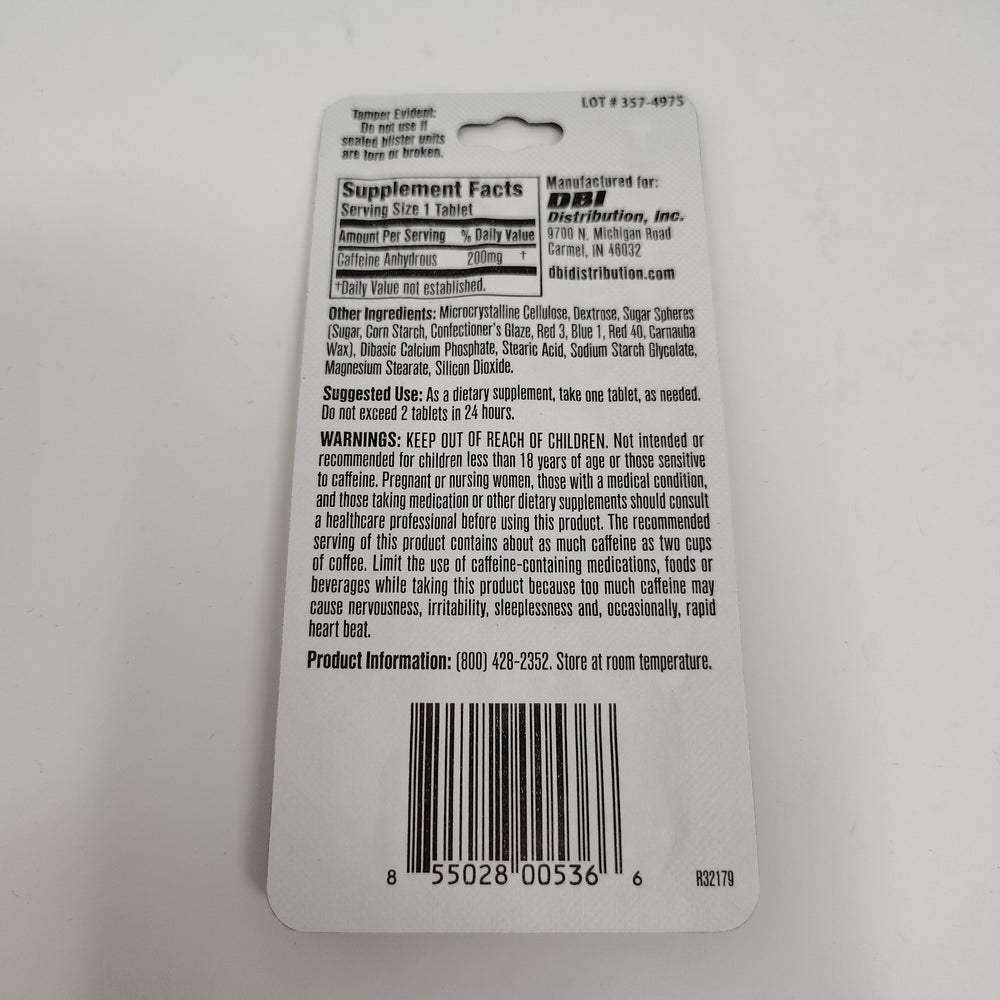 Tamper Evident:
Do not use if
sealed blister units
are torn or broken.
LOT # 357-4975
Supplement Facts
Serving Size 1 Tablet
Amount Per Serving % Daily Value
Caffeine Anhydrous 200mg †
†Daily Value not established.
Manufactured for:
DBI
Distribution, Inc.
9700 N. Michigan Road
Carmel, IN 46032
dbidistribution.com
Other Ingredients: Microcrystalline Cellulose, Dextrose, Sugar Spheres
(Sugar, Corn Starch, Confectioner's Glaze, Red 3, Blue 1, Red 40, Carnauba
Wax), Dibasic Calcium Phosphate, Stearic Acid, Sodium Starch Glycolate,
Magnesium Stearate, Silicon Dioxide.
Suggested Use: As a dietary supplement, take one tablet, as needed.
Do not exceed 2 tablets in 24 hours.
WARNINGS: KEEP OUT OF REACH OF CHILDREN. Not intended or
recommended for children less than 18 years of age or those sensitive
to caffeine. Pregnant or nursing women, those with a medical condition,
and those taking medication or other dietary supplements should consult
a healthcare professional before using this product. The recommended
serving of this product contains about as much caffeine as two cups
of coffee. Limit the use of caffeine-containing medications, foods or
beverages while taking this product because too much caffeine may
cause nervousness, irritability, sleeplessness and, occasionally, rapid
heart beat.
Product Information: (800) 428-2352. Store at room temperature.
8 55028 00536 6
R32179